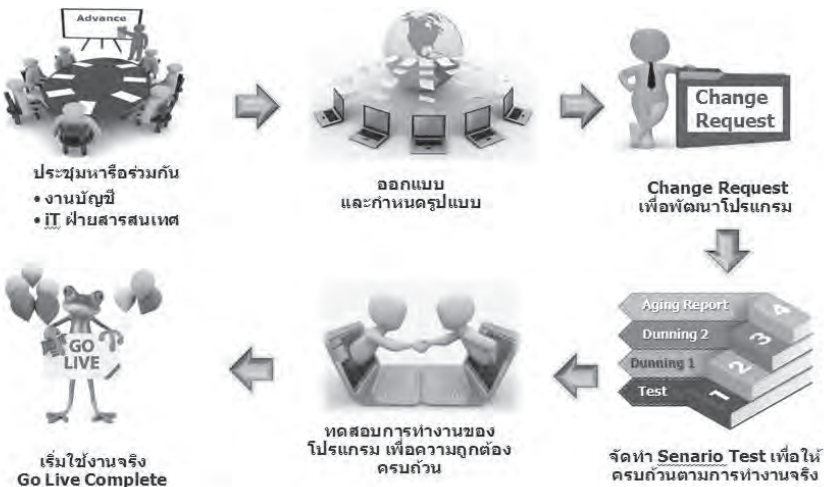 Advance
ประชุมหารือร่วมกัน
• งานบัญชี
• iT ฝ่ายสารสนเทศ
ออกแบบ
และกำหนดรูปแบบ
Change
Request
Change Request
เพื่อพัฒนาโปรแกรม
Aging Report
4
Dunning 2
3
Dunning 1
2
Test
1
จัดทำ Senario Test เพื่อให้
ครบถ้วนตามการทำงานจริง
ทดสอบการทำงานของ
โปรแกรม เพื่อความถูกต้อง
ครบถ้วน
GO
LIVE
เริ่มใช้งานจริง
Go Live Complete